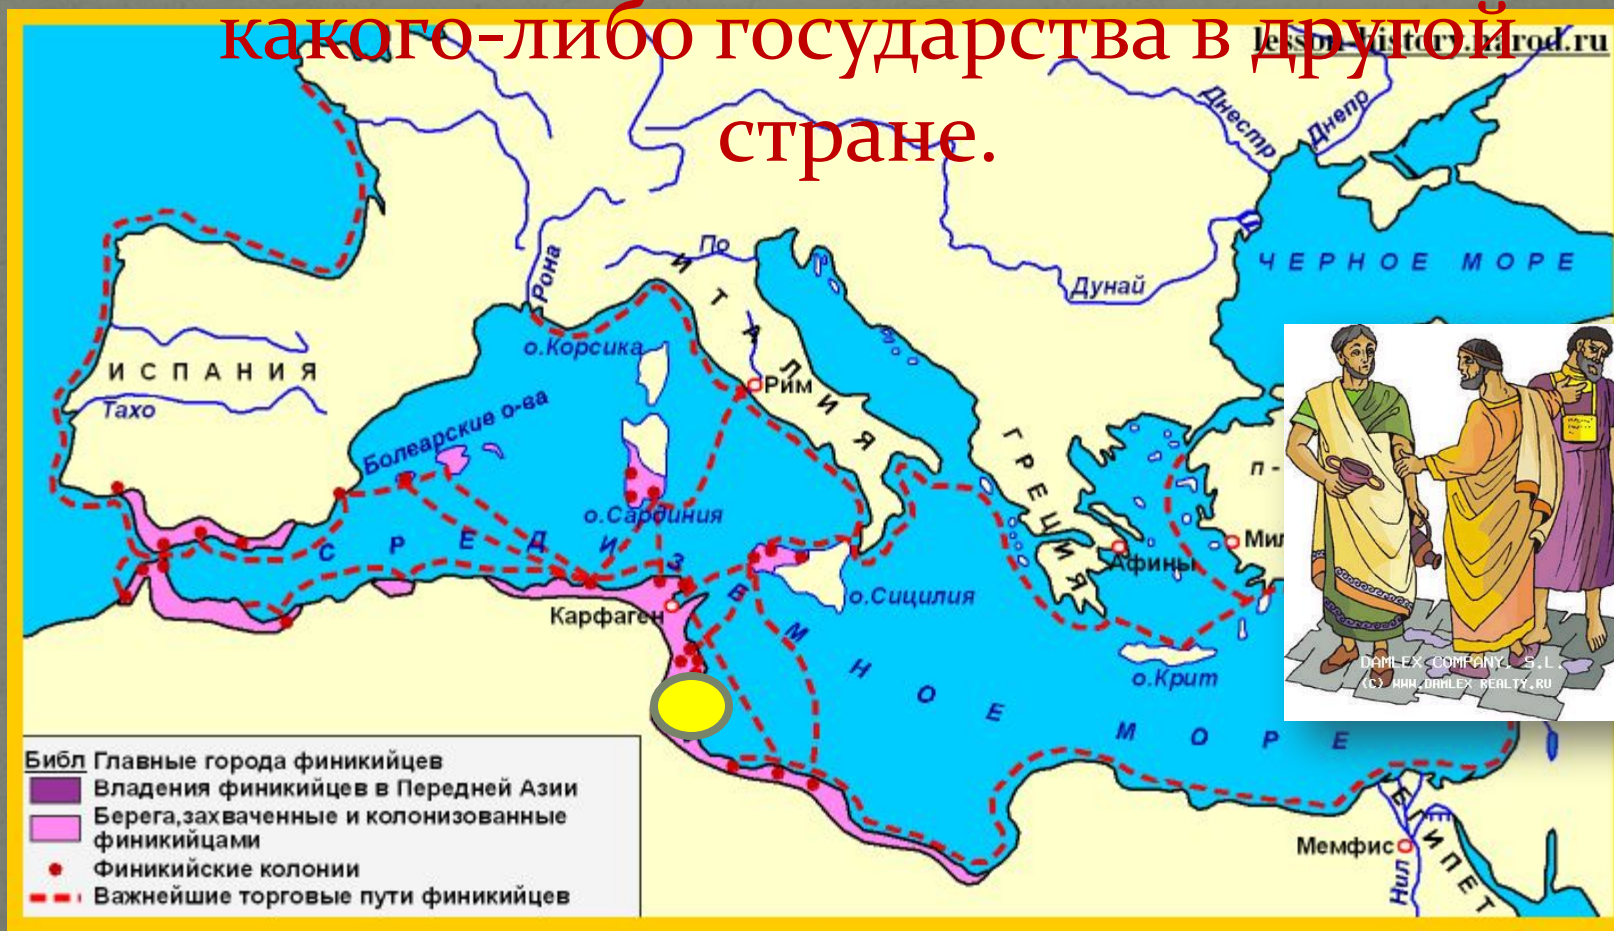 какого-либо государства в другой
стране.
lesson-history.narod.ru
Днестр
Днепр
ЧЕРНОЕ МОРЕ
Дунай
По
Рона
ИТАЛИЯ
о.Корсика
Рим
ИСПАНИЯ
Тахо
Болеарские о-ва
о.Сардиния
ГРЕЦИЯ
п -
Мил
Афины
СРЕДИЗЕМНОЕ МОРЕ
о.Сицилия
Карфаген
о.Крит
DAMLEX COMPANY, S.L.
(C) WWW.DAMLEX REALTY.RU
Мемфис
Нил
ЕГИПЕТ
Библ Главные города финикийцев
Владения финикийцев в Передней Азии
Берега,захваченные и колонизованные
финикийцами
Финикийские колонии
Важнейшие торговые пути финикийцев